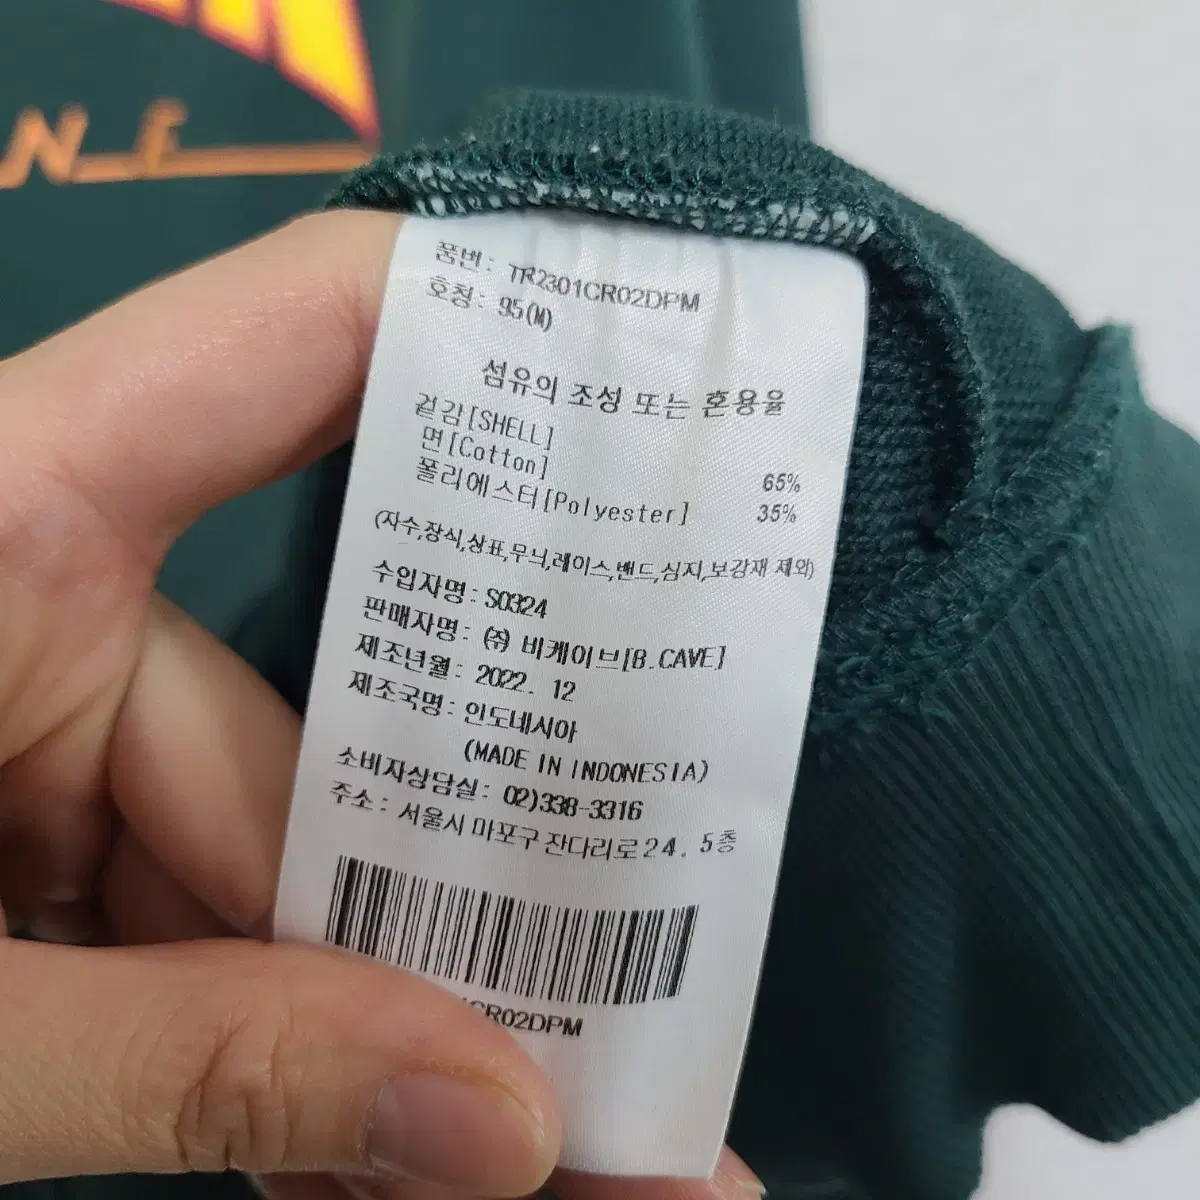 N E
품번: TR2301CR02DPM
호칭: 95(M)
섬유의 조성 또는 혼용율
겉감[SHELL]
면[Cotton] 65%
폴리에스터[Polyester] 35%
(자수,장식,상표,무늬,레이스,밴드,심지,보강재 제외)
수입자명: S0324
판매자명: ㈜ 비케이브[B.CAVE]
제조년월: 2022. 12
제조국명: 인도네시아
(MADE IN INDONESIA)
소비자상담실: 02)338-3316
주소: 서울시 마포구 잔다리로24, 5층
CR02DPM